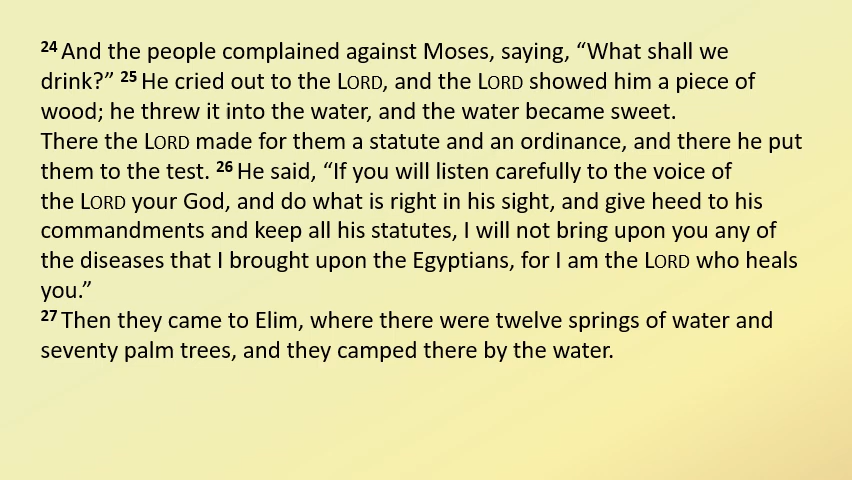 24 And the people complained against Moses, saying, “What shall we
drink?” 25 He cried out to the LORD, and the LORD showed him a piece of
wood; he threw it into the water, and the water became sweet.
There the LORD made for them a statute and an ordinance, and there he put
them to the test. 26 He said, “If you will listen carefully to the voice of
the LORD your God, and do what is right in his sight, and give heed to his
commandments and keep all his statutes, I will not bring upon you any of
the diseases that I brought upon the Egyptians, for I am the LORD who heals
you.”
27 Then they came to Elim, where there were twelve springs of water and
seventy palm trees, and they camped there by the water.